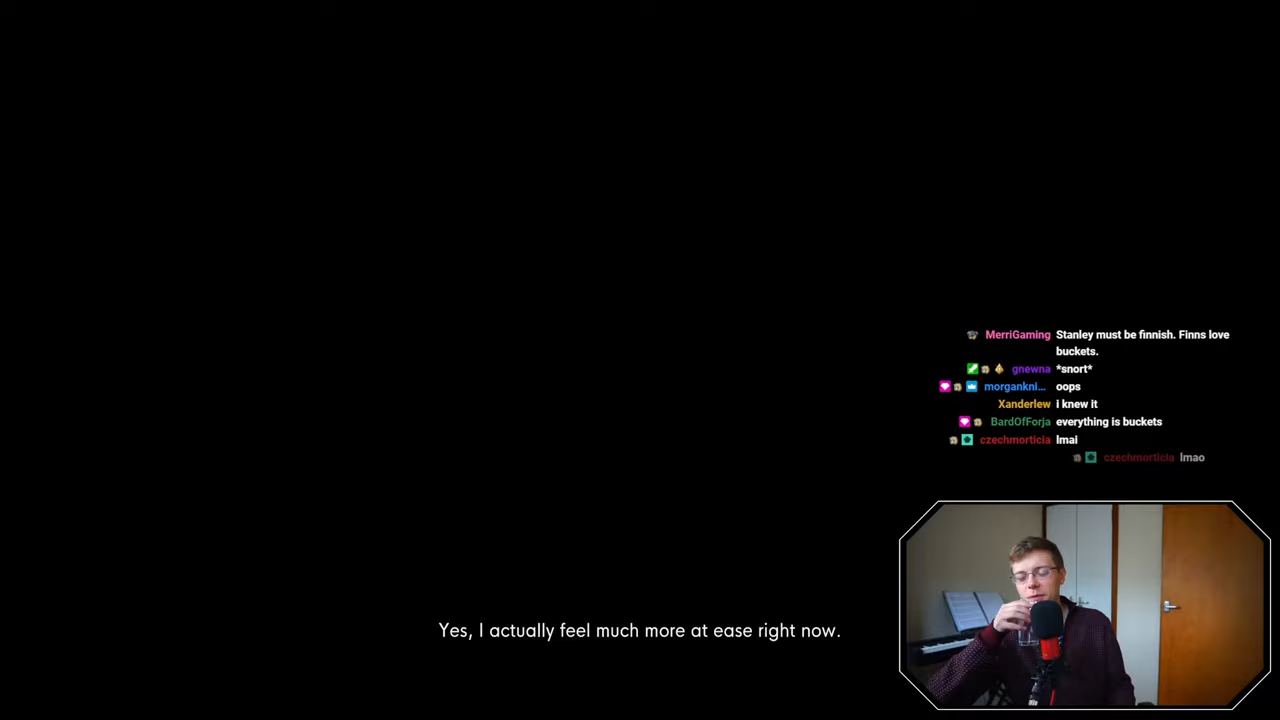 MerriGaming Stanley must be finnish. Finns love
buckets.
gnewna *snort*
morgankni... oops
Xanderlew i knew it
BardOfForja everything is buckets
czechmorticia lmai
czechmorticia lmao
Yes, I actually feel much more at ease right now.